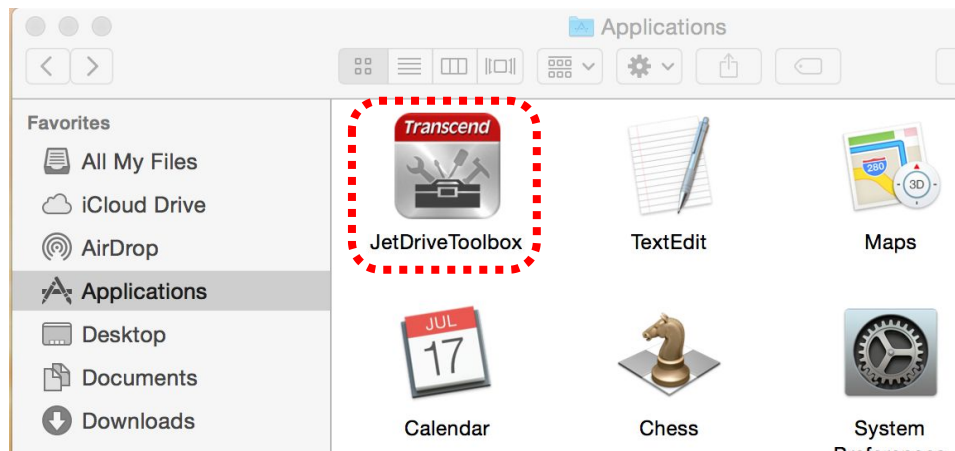 Applications
Favorites
All My Files
iCloud Drive
AirDrop
Applications
Desktop
Documents
Downloads
Transcend
JetDriveToolbox
TextEdit
280
3D
Maps
JUL
17
Calendar
Chess
System
Preferences